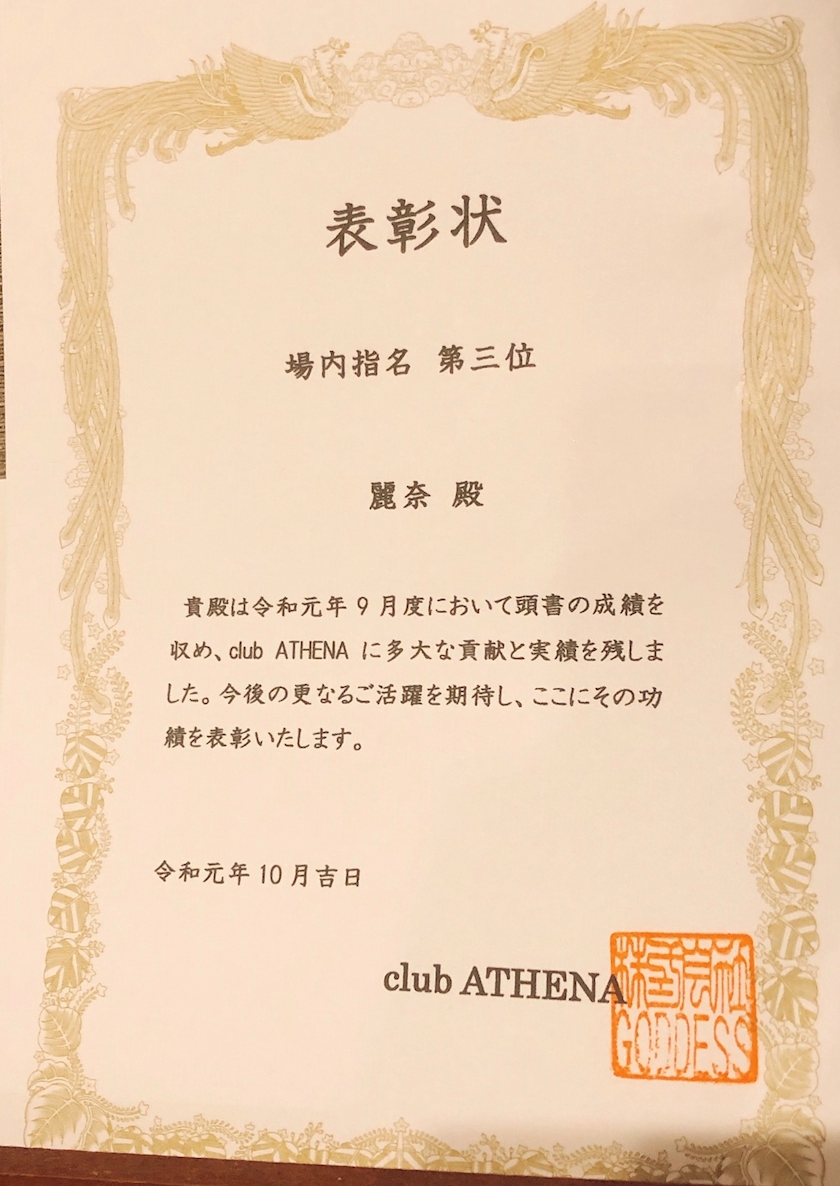 表彰状
場内指名 第三位
麗奈 殿
貴殿は令和元年9月度において頭書の成績を
収め、club ATHENA に多大な貢献と実績を残しま
した。今後の更なるご活躍を期待し、ここにその功
績を表彰いたします。
令和元年10月吉日
club ATHENA
株式会社
GODDESS